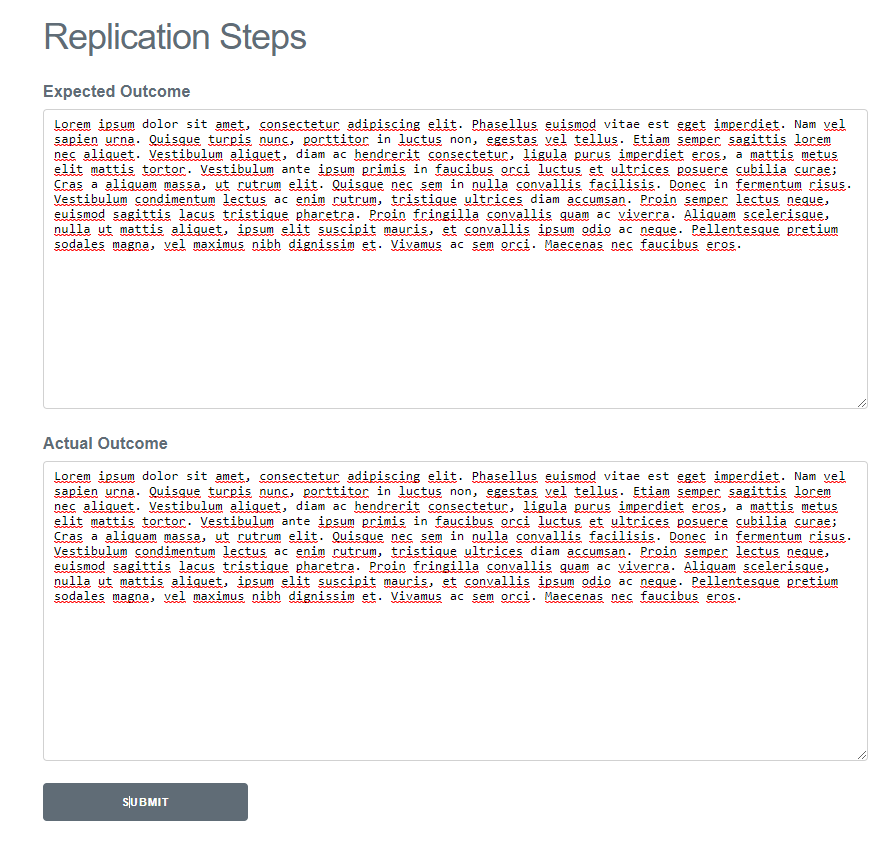 Replication Steps
Expected Outcome
Lorem ipsum dolor sit amet, consectetur adipiscing elit. Phasellus euismod vitae est eget imperdiet. Nam vel
sapien urna. Quisque turpis nunc, porttitor in luctus non, egestas vel tellus. Etiam semper sagittis lorem
nec aliquet. Vestibulum aliquet, diam ac hendrerit consectetur, ligula purus imperdiet eros, a mattis metus
elit mattis tortor. Vestibulum ante ipsum primis in faucibus orci luctus et ultrices posuere cubilia curae;
Cras a aliquam massa, ut rutrum elit. Quisque nec sem in nulla convallis facilisis. Donec in fermentum risus.
Vestibulum condimentum lectus ac enim rutrum, tristique ultrices diam accumsan. Proin semper lectus neque,
euismod sagittis lacus tristique pharetra. Proin fringilla convallis quam ac viverra. Aliquam scelerisque,
nulla ut mattis aliquet, ipsum elit suscipit mauris, et convallis ipsum odio ac neque. Pellentesque pretium
sodales magna, vel maximus nibh dignissim et. Vivamus ac sem orci. Maecenas nec faucibus eros.
Actual Outcome
Lorem ipsum dolor sit amet, consectetur adipiscing elit. Phasellus euismod vitae est eget imperdiet. Nam vel
sapien urna. Quisque turpis nunc, porttitor in luctus non, egestas vel tellus. Etiam semper sagittis lorem
nec aliquet. Vestibulum aliquet, diam ac hendrerit consectetur, ligula purus imperdiet eros, a mattis metus
elit mattis tortor. Vestibulum ante ipsum primis in faucibus orci luctus et ultrices posuere cubilia curae;
Cras a aliquam massa, ut rutrum elit. Quisque nec sem in nulla convallis facilisis. Donec in fermentum risus.
Vestibulum condimentum lectus ac enim rutrum, tristique ultrices diam accumsan. Proin semper lectus neque,
euismod sagittis lacus tristique pharetra. Proin fringilla convallis quam ac viverra. Aliquam scelerisque,
nulla ut mattis aliquet, ipsum elit suscipit mauris, et convallis ipsum odio ac neque. Pellentesque pretium
sodales magna, vel maximus nibh dignissim et. Vivamus ac sem orci. Maecenas nec faucibus eros.
SUBMIT